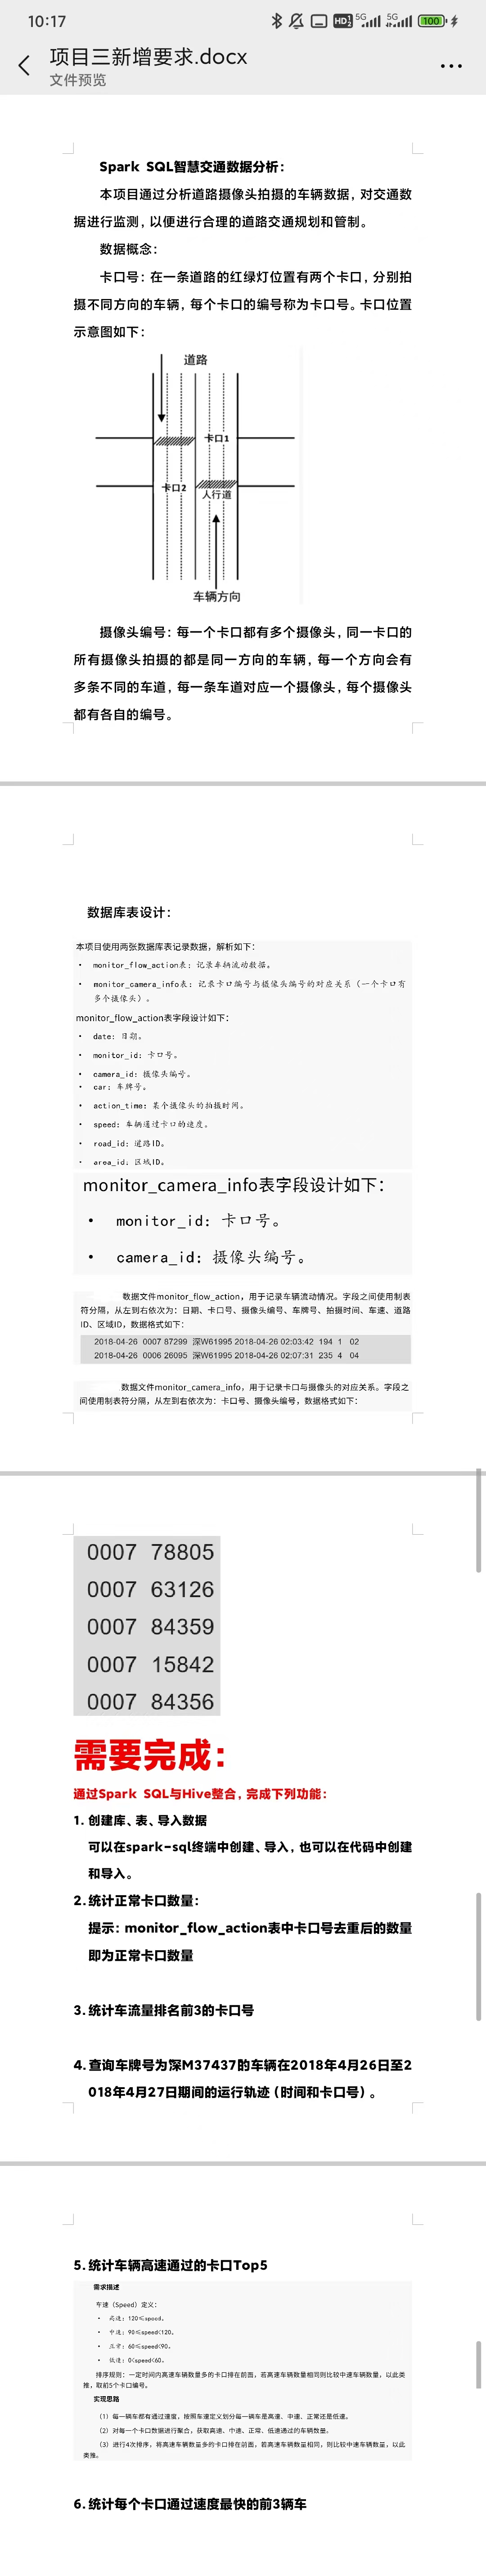 10:17
HD 5G 5G 100
项目三新增要求.docx
文件预览
Spark SQL智慧交通数据分析：
本项目通过分析道路摄像头拍摄的车辆数据，对交通数
据进行监测，以便进行合理的道路交通规划和管制。
数据概念：
卡口号：在一条道路的红绿灯位置有两个卡口，分别拍
摄不同方向的车辆，每个卡口的编号称为卡口号。卡口位置
示意图如下：
道路
卡口1
卡口2
人行道
车辆方向
摄像头编号：每一个卡口都有多个摄像头，同一卡口的
所有摄像头拍摄的都是同一方向的车辆，每一个方向会有
多条不同的车道，每一条车道对应一个摄像头，每个摄像头
都有各自的编号。
数据库表设计：
本项目使用两张数据库表记录数据，解析如下：
• monitor_flow_action表：记录车辆流动数据。
• monitor_camera_info表：记录卡口编号与摄像头编号的对应关系（一个卡口有
多个摄像头）。
monitor_flow_action表字段设计如下：
• date：日期。
• monitor_id：卡口号。
• camera_id：摄像头编号。
• car：车牌号。
• action_time：某个摄像头的拍摄时间。
• speed：车辆通过卡口的速度。
• road_id：道路ID。
• area_id：区域ID。
monitor_camera_info表字段设计如下：
• monitor_id：卡口号。
• camera_id：摄像头编号。
数据文件monitor_flow_action，用于记录车辆流动情况。字段之间使用制表
符分隔，从左到右依次为：日期、卡口号、摄像头编号、车牌号、拍摄时间、车速、道路
ID、区域ID，数据格式如下：
2018-04-26 0007 87299 深W61995 2018-04-26 02:03:42 194 1 02
2018-04-26 0006 26095 深W61995 2018-04-26 02:07:31 235 4 04
数据文件monitor_camera_info，用于记录卡口与摄像头的对应关系。字段之
间使用制表符分隔，从左到右依次为：卡口号、摄像头编号，数据格式如下：
0007 78805
0007 63126
0007 84359
0007 15842
0007 84356
需要完成：
通过Spark SQL与Hive整合，完成下列功能：
1. 创建库、表、导入数据
可以在spark-sql终端中创建、导入，也可以在代码中创建
和导入。
2. 统计正常卡口数量：
提示：monitor_flow_action表中卡口号去重后的数量
即为正常卡口数量
3. 统计车流量排名前3的卡口号
4. 查询车牌号为深M37437的车辆在2018年4月26日至2
018年4月27日期间的运行轨迹（时间和卡口号）。
5. 统计车辆高速通过的卡口Top5
需求描述
车速（Speed）定义：
• 高速：120≤speed。
• 中速：90≤speed<120。
• 正常：60≤speed<90。
• 低速：0<speed<60。
排序规则：一定时间内高速车辆数量多的卡口排在前面，若高速车辆数量相同则比较中速车辆数量，以此类
推，取前5个卡口编号。
实现思路
（1）每一辆车都有通过速度，按照车速定义划分每一辆车是高速、中速、正常还是低速。
（2）对每一个卡口数据进行聚合，获取高速、中速、正常、低速通过的车辆数量。
（3）进行4次排序，将高速车辆数量多的卡口排在前面，若高速车辆数量相同，则比较中速车辆数量，以此
类推。
6. 统计每个卡口通过速度最快的前3辆车